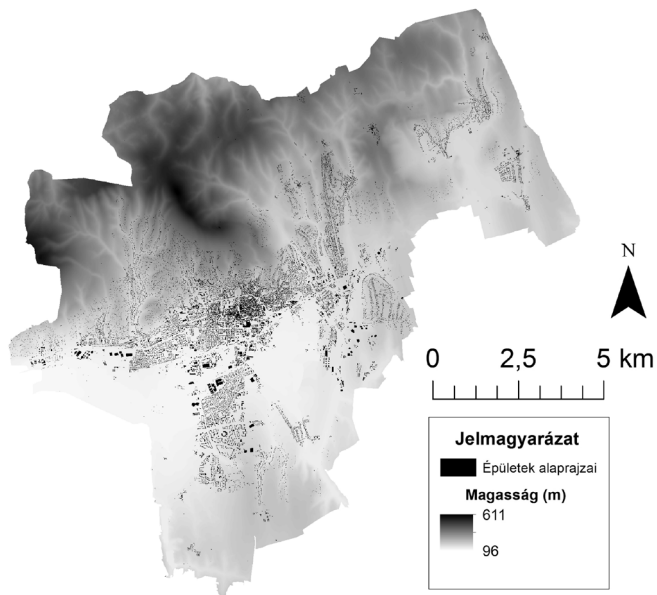 N
0 2,5 5 km
Jelmagyarázat
Épületek alaprajzai
Magasság (m)
611
96